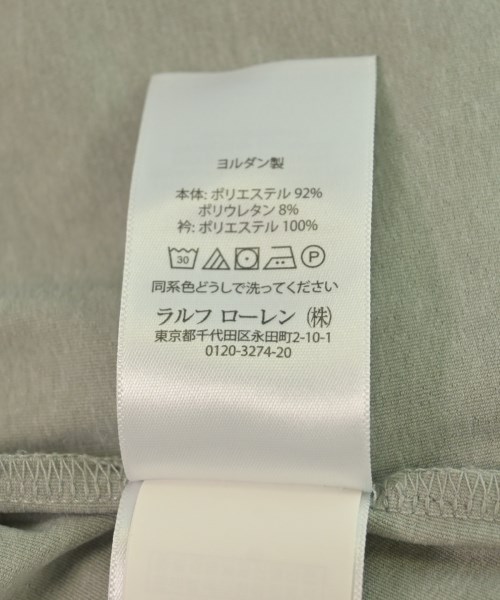 ヨルダン製
本体: ポリエステル 92%
ポリウレタン 8%
衿: ポリエステル 100%
30 P
同系色どうしで洗ってください
ラルフ ローレン (株)
東京都千代田区永田町2-10-1
0120-3274-20